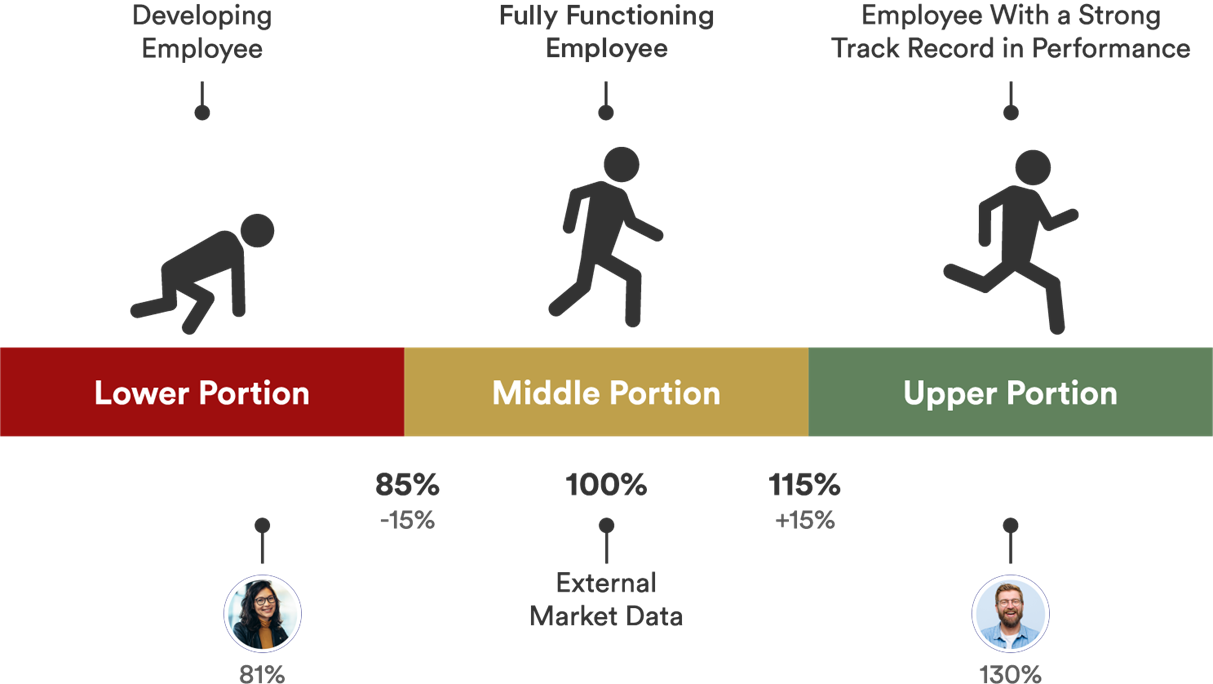 Developing
Employee
Fully Functioning
Employee
Employee With a Strong
Track Record in Performance
Lower Portion
Middle Portion
Upper Portion
85%
-15%
100%
115%
+15%
External
Market Data
81%
130%